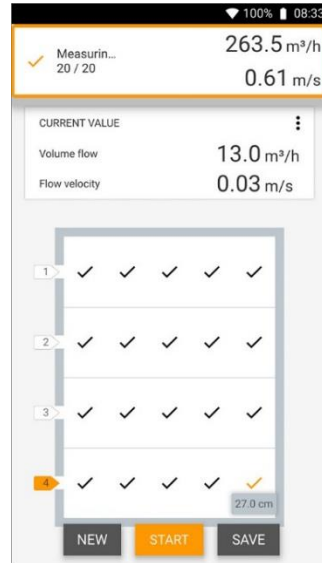 100% 08:33
Measurin... 263.5 m³/h
20 / 20 0.61 m/s
CURRENT VALUE
Volume flow 13.0 m³/h
Flow velocity 0.03 m/s
1
2
3
4
27.0 cm
NEW START SAVE